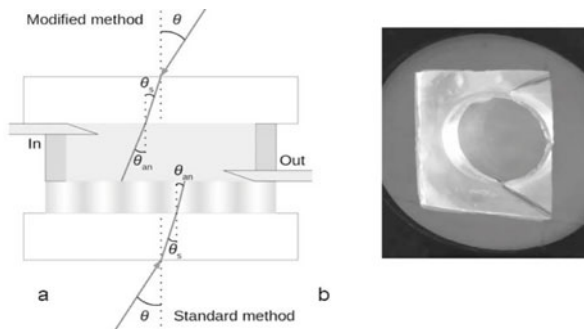 Modified method
θ
θs
In
θan
Out
θan
θs
a
θ
Standard method
b